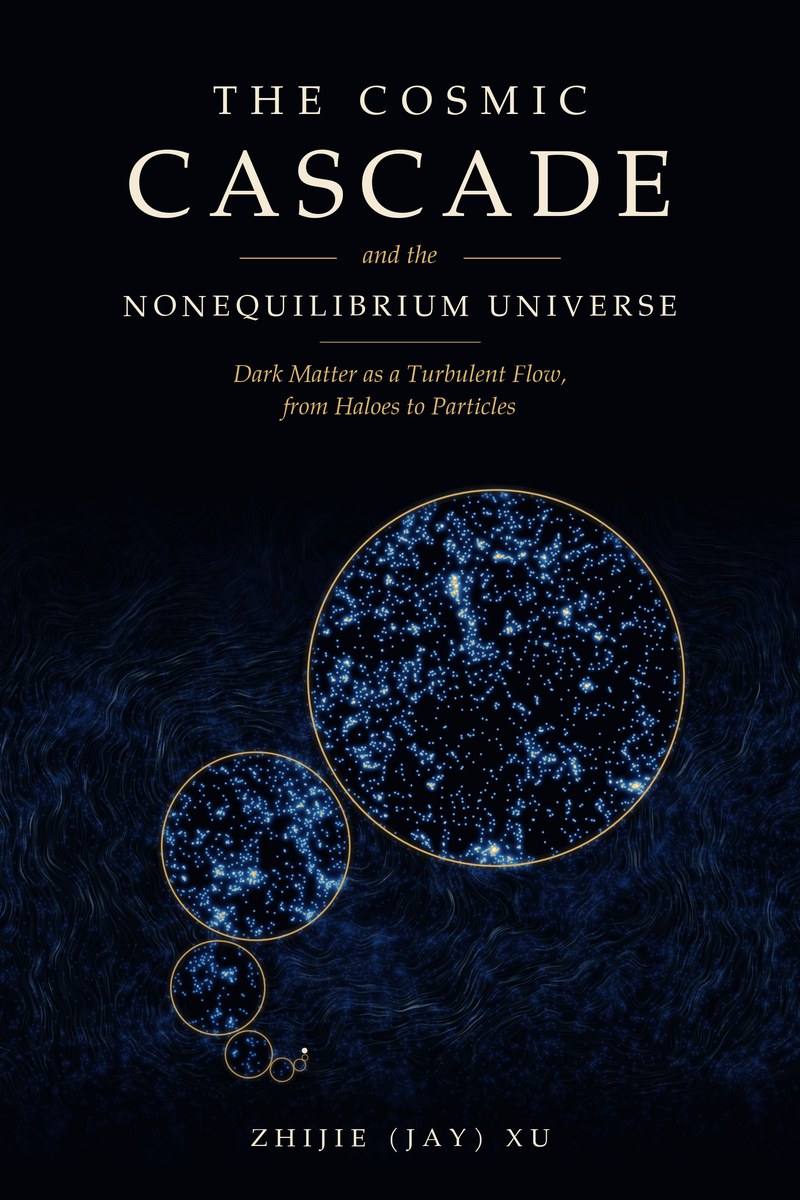 THE COSMIC
CASCADE
and the
NONEQUILIBRIUM UNIVERSE
Dark Matter as a Turbulent Flow,
from Haloes to Particles
ZHIJIE (JAY) XU